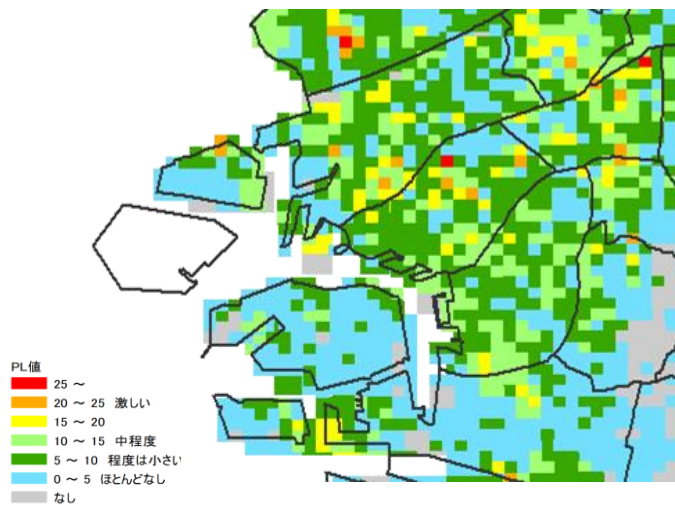 PL値
25 ～
20 ～ 25 激しい
15 ～ 20
10 ～ 15 中程度
5 ～ 10 程度は小さい
0 ～ 5 ほとんどなし
なし